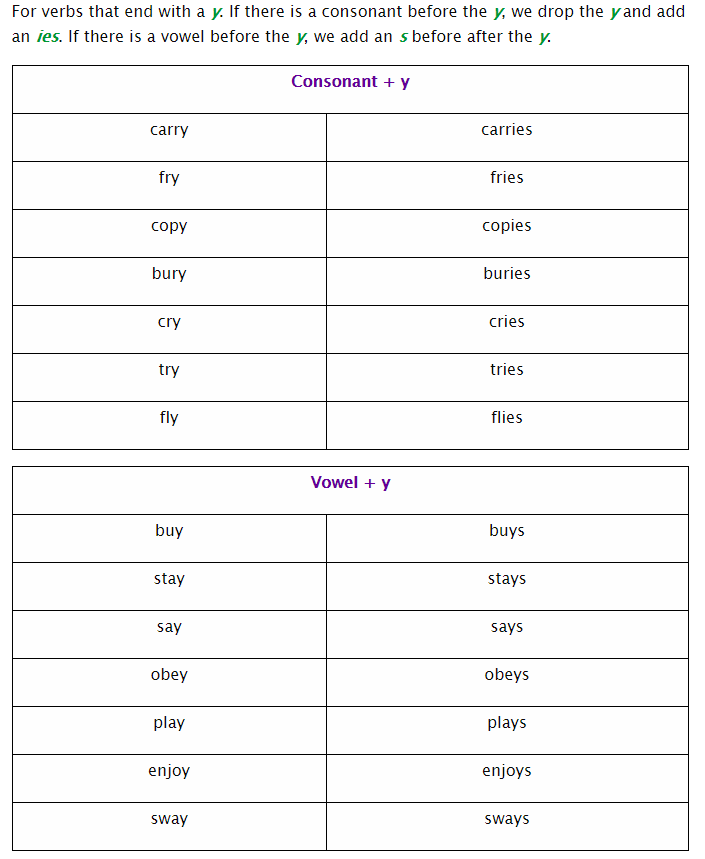 For verbs that end with a y. If there is a consonant before the y, we drop the y and add
an ies. If there is a vowel before the y, we add an s before after the y.
Consonant + y
carry carries
fry fries
copy copies
bury buries
cry cries
try tries
fly flies
Vowel + y
buy buys
stay stays
say says
obey obeys
play plays
enjoy enjoys
sway sways